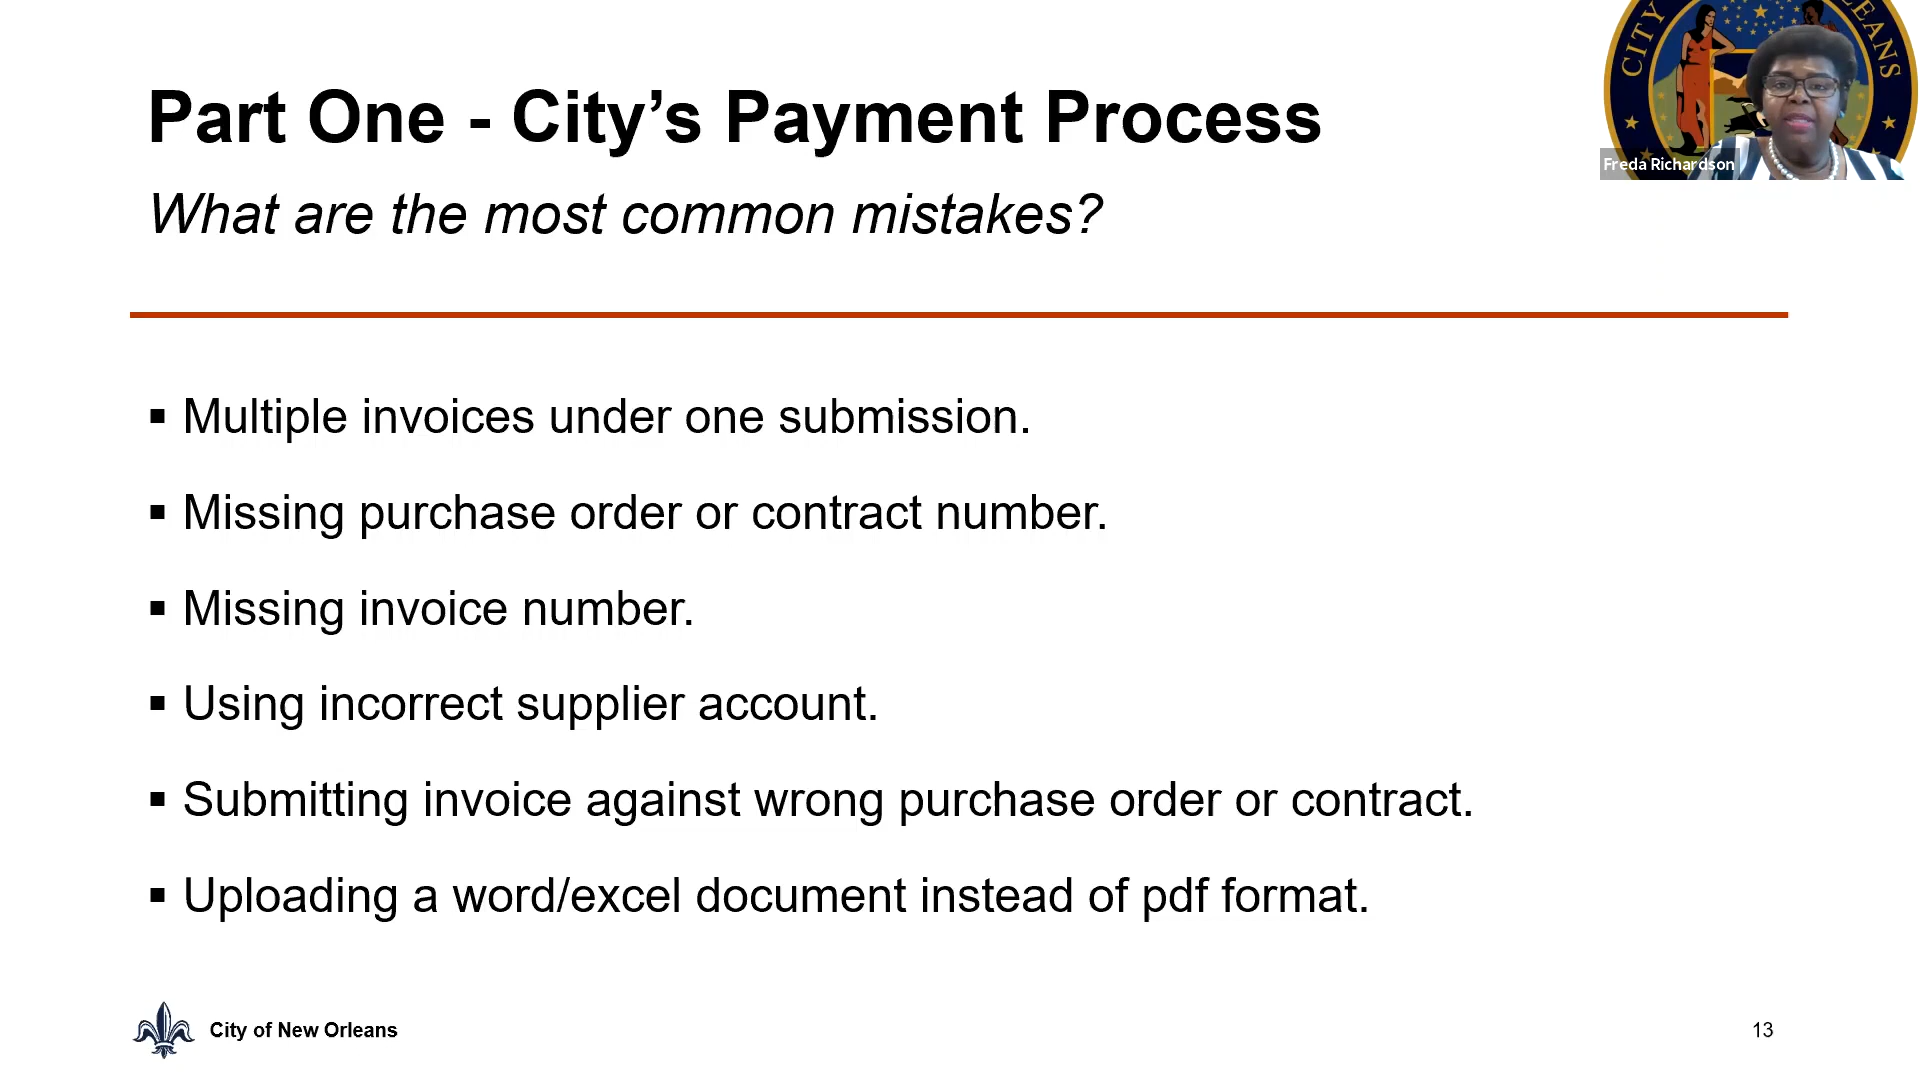 Part One - City’s Payment Process
What are the most common mistakes?
CITY
LEANS
Freda Richardson
▪ Multiple invoices under one submission.
▪ Missing purchase order or contract number.
▪ Missing invoice number.
▪ Using incorrect supplier account.
▪ Submitting invoice against wrong purchase order or contract.
▪ Uploading a word/excel document instead of pdf format.
City of New Orleans
13